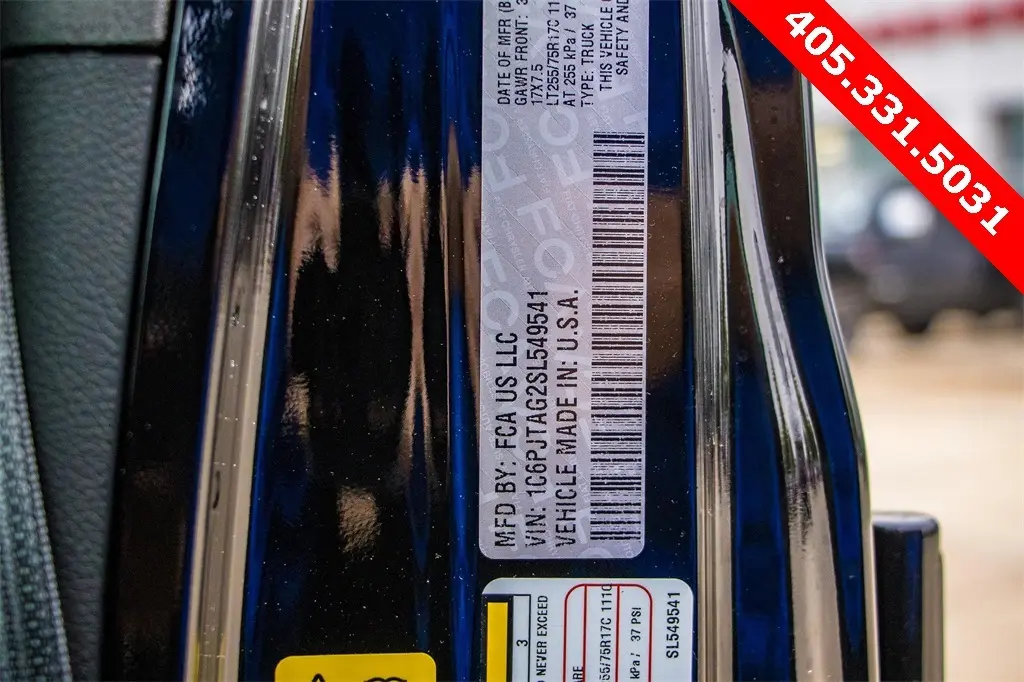 405.331.5031
DATE OF MFR
GAWR FRONT:
17X7.5
LT255/75R17C
AT 255 kPa / 37
TYPE: TRUCK
THIS VEHICLE
SAFETY AND
MFD BY: FCA US LLC
VIN: 1C6PJTAG2SL549541
VEHICLE MADE IN: U.S.A.
NEVER EXCEED
3
55/75R17C
kPa / 37 PSI
SL549541